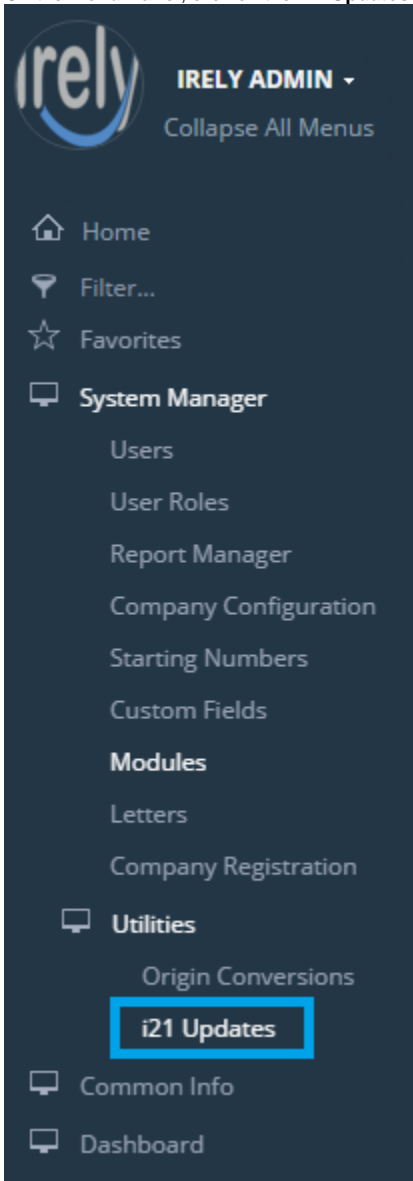 irely
IRELY ADMIN
Collapse All Menus
Home
Filter...
Favorites
System Manager
Users
User Roles
Report Manager
Company Configuration
Starting Numbers
Custom Fields
Modules
Letters
Company Registration
Utilities
Origin Conversions
i21 Updates
Common Info
Dashboard